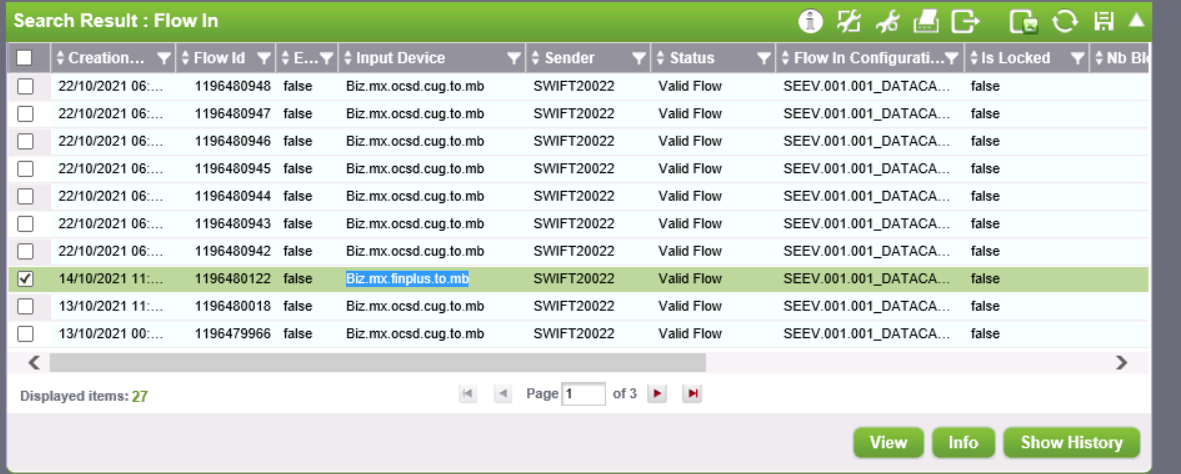 Search Result : Flow In
Creation... Flow Id E... Input Device Sender Status Flow In Configurati... Is Locked Nb Blo
22/10/2021 06:... 1196480948 false Biz.mx.ocsd.cug.to.mb SWIFT20022 Valid Flow SEEV.001.001_DATACA... false
22/10/2021 06:... 1196480947 false Biz.mx.ocsd.cug.to.mb SWIFT20022 Valid Flow SEEV.001.001_DATACA... false
22/10/2021 06:... 1196480946 false Biz.mx.ocsd.cug.to.mb SWIFT20022 Valid Flow SEEV.001.001_DATACA... false
22/10/2021 06:... 1196480945 false Biz.mx.ocsd.cug.to.mb SWIFT20022 Valid Flow SEEV.001.001_DATACA... false
22/10/2021 06:... 1196480944 false Biz.mx.ocsd.cug.to.mb SWIFT20022 Valid Flow SEEV.001.001_DATACA... false
22/10/2021 06:... 1196480943 false Biz.mx.ocsd.cug.to.mb SWIFT20022 Valid Flow SEEV.001.001_DATACA... false
22/10/2021 06:... 1196480942 false Biz.mx.ocsd.cug.to.mb SWIFT20022 Valid Flow SEEV.001.001_DATACA... false
14/10/2021 11:... 1196480122 false Biz.mx.finplus.to.mb SWIFT20022 Valid Flow SEEV.001.001_DATACA... false
13/10/2021 11:... 1196480018 false Biz.mx.ocsd.cug.to.mb SWIFT20022 Valid Flow SEEV.001.001_DATACA... false
13/10/2021 00:... 1196479966 false Biz.mx.ocsd.cug.to.mb SWIFT20022 Valid Flow SEEV.001.001_DATACA... false
Displayed items: 27 Page 1 of 3
View Info Show History